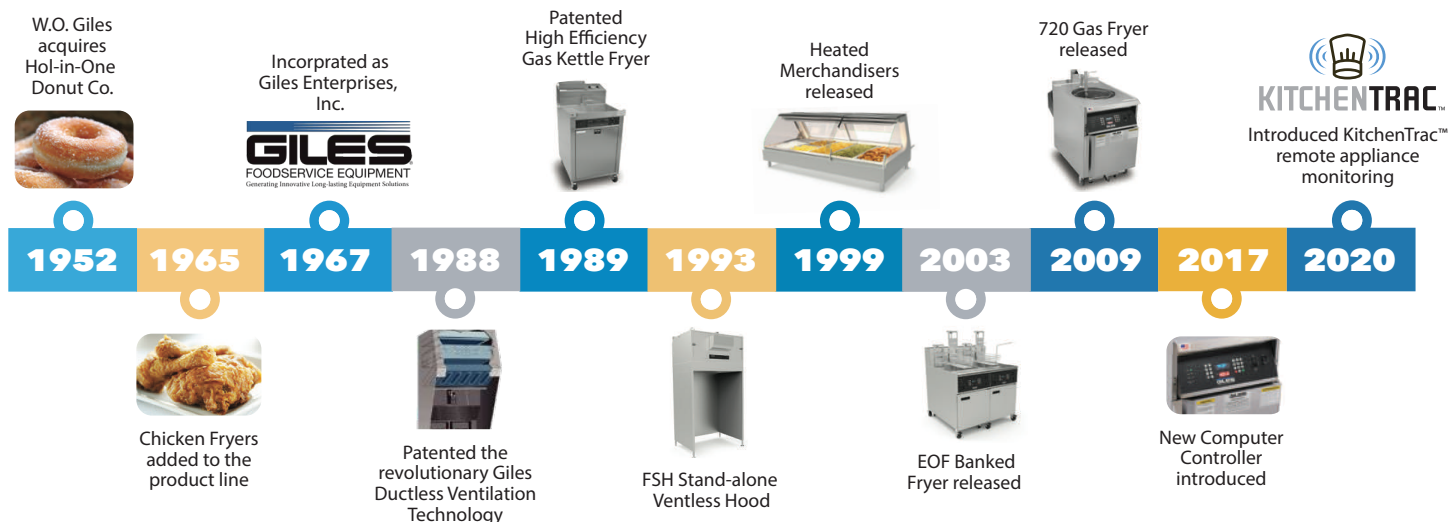 W.O. Giles
acquires
Hol-in-One
Donut Co.
Incorprated as
Giles Enterprises,
Inc.
GILES
FOODSERVICE EQUIPMENT
Generating Innovative Long-lasting Equipment Solutions
Patented
High Efficiency
Gas Kettle Fryer
Heated
Merchandisers
released
720 Gas Fryer
released
KITCHENTRAC™
Introduced KitchenTrac™
remote appliance
monitoring
1952
1965
1967
1988
1989
1993
1999
2003
2009
2017
2020
Chicken Fryers
added to the
product line
Patented the
revolutionary Giles
Ductless Ventilation
Technology
FSH Stand-alone
Ventless Hood
EOF Banked
Fryer released
GILES
New Computer
Controller
introduced